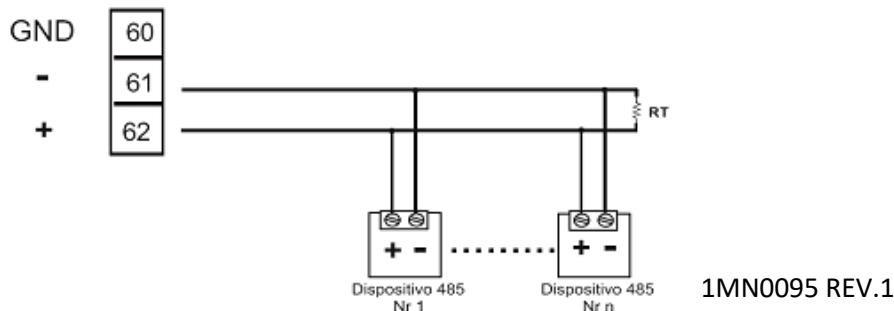 GND 60
- 61
+ 62
RT
+ - + -
Dispositivo 485 Dispositivo 485
Nr 1 Nr n
1MN0095 REV.1